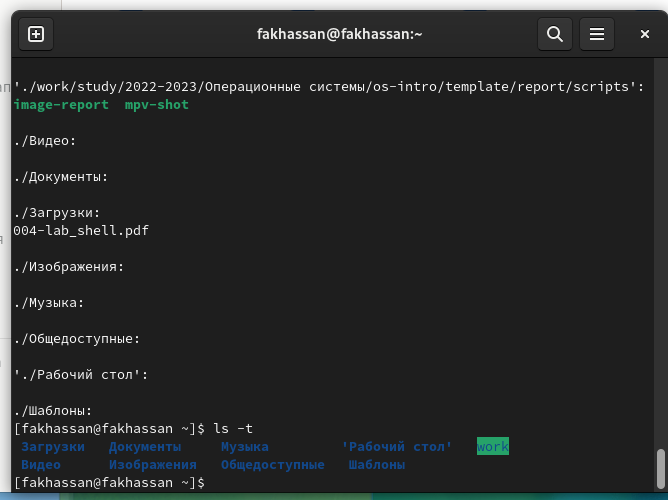 fakhassan@fakhassan:~
'./work/study/2022-2023/Операционные системы/os-intro/template/report/scripts':
image-report mpv-shot
./Видео:
./Документы:
./Загрузки:
004-lab_shell.pdf
./Изображения:
./Музыка:
./Общедоступные:
'./Рабочий стол':
./Шаблоны:
[fakhassan@fakhassan ~]$ ls -t
Загрузки Документы Музыка 'Рабочий стол' work
Видео Изображения Общедоступные Шаблоны
[fakhassan@fakhassan ~]$